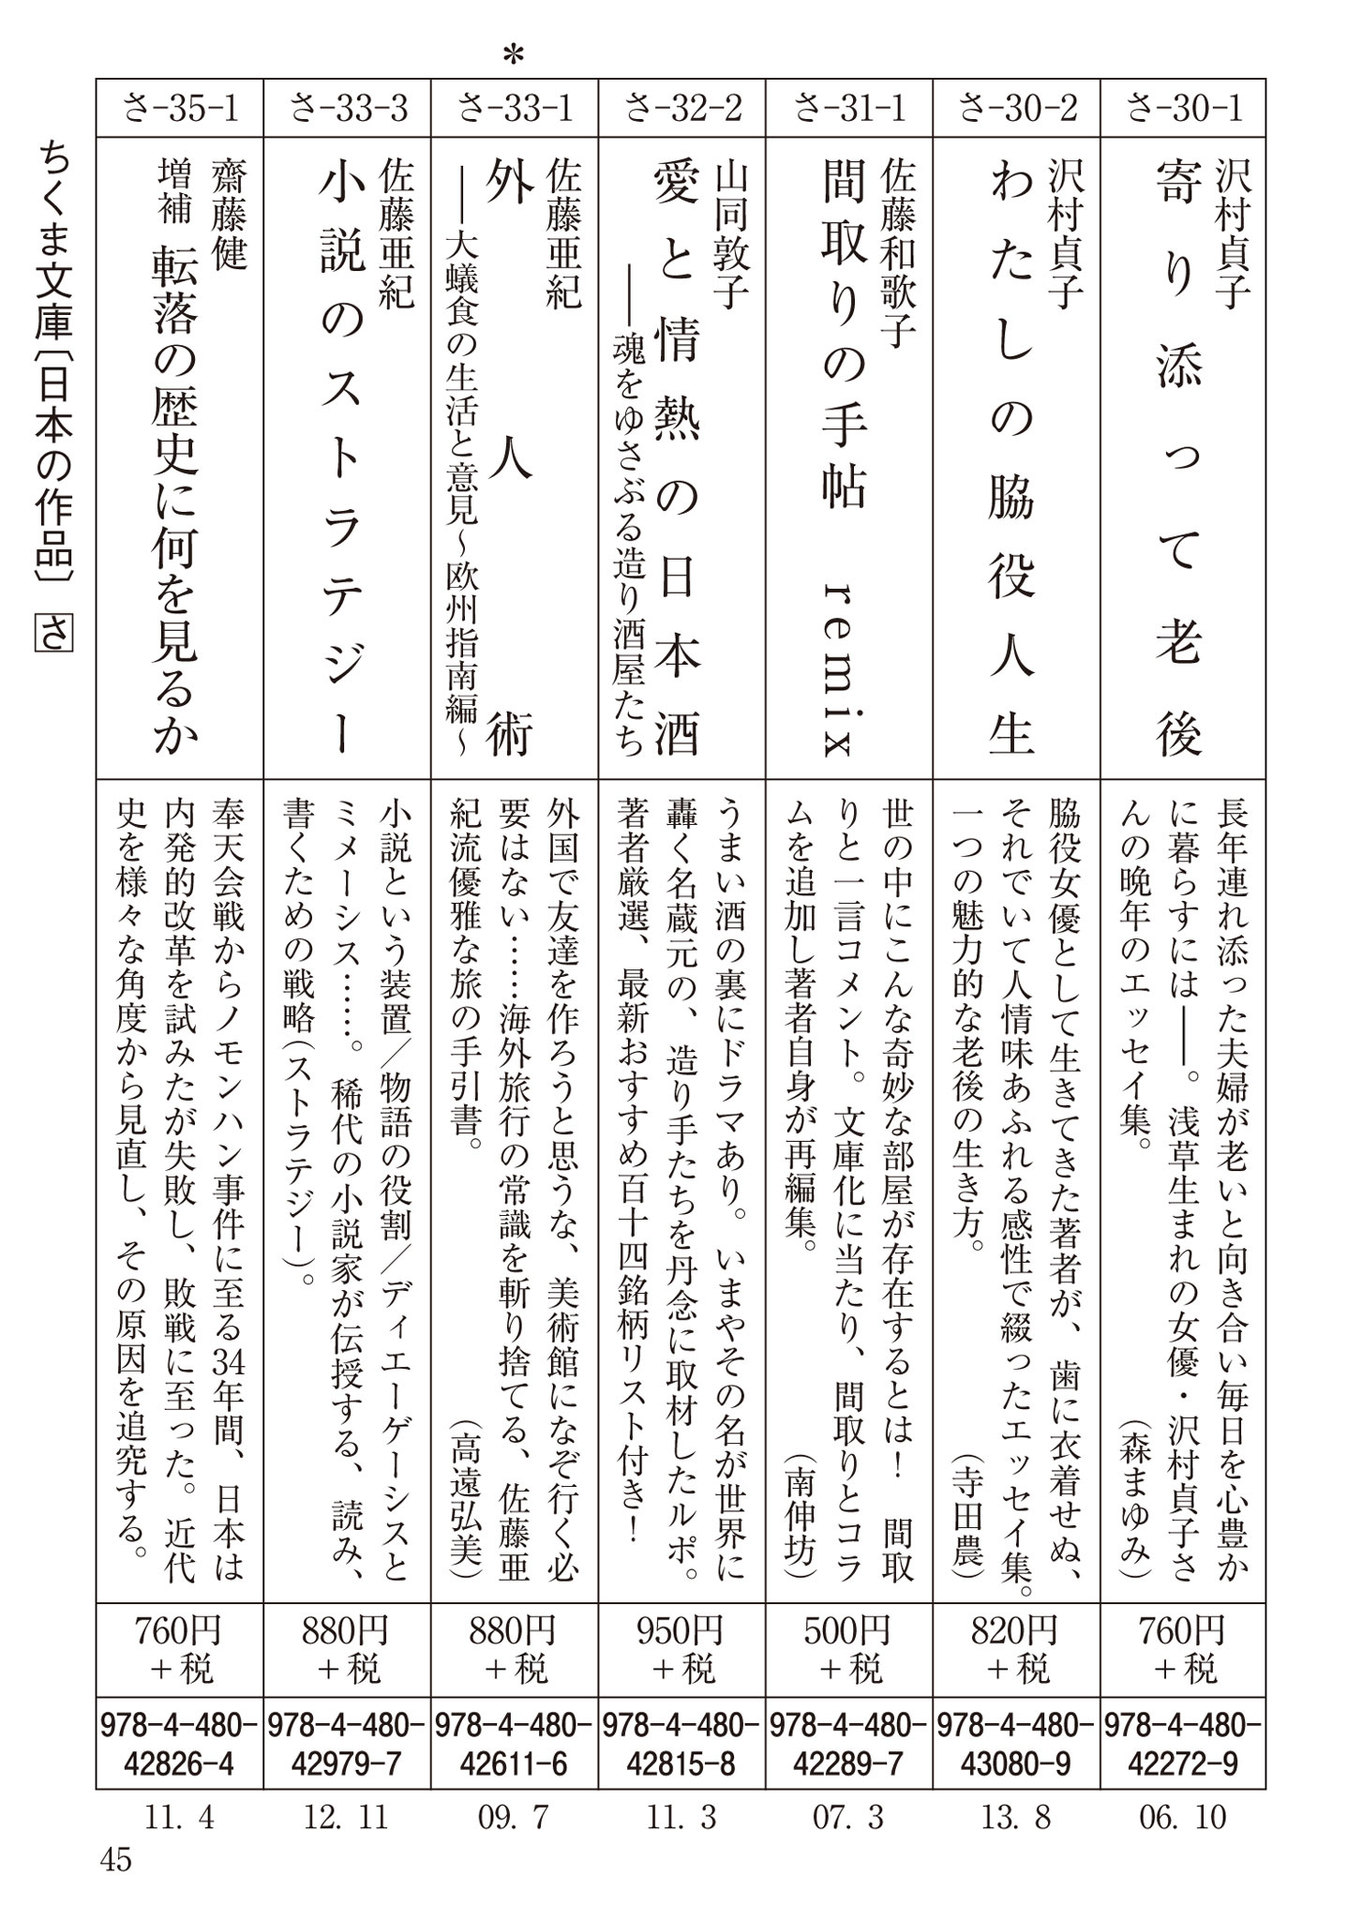 さ-30-1
沢村貞子
寄り添って老後
長年連れ添った夫婦が老いと向き合い毎日を心豊か
に暮らすには――。浅草生まれの女優・沢村貞子さ
んの晩年のエッセイ集。
(森まゆみ)
760円
+税
978-4-480-
42272-9
06. 10
さ-30-2
沢村貞子
わたしの脇役人生
脇役女優として生きてきた著者が、歯に衣着せぬ、
それでいて人情味あふれる感性で綴ったエッセイ集。
一つの魅力的な老後の生き方。
(寺田農)
820円
+税
978-4-480-
43080-9
13. 8
さ-31-1
佐藤和歌子
間取りの手帖 remix
世の中にこんな奇妙な部屋が存在するとは! 間取
りと一言コメント。文庫化に当たり、間取りとコラ
ムを追加し著者自身が再編集。
(南伸坊)
500円
+税
978-4-480-
42289-7
07. 3
さ-32-2
山同敦子
愛と情熱の日本酒
――魂をゆさぶる造り酒屋たち
うまい酒の裏にドラマあり。いまやその名が世界に
轟く名蔵元の、造り手たちを丹念に取材したルポ。
著者厳選、最新おすすめ百十四銘柄リスト付き!
950円
+税
978-4-480-
42815-8
11. 3
*
さ-33-1
佐藤亜紀
外人術
――大蟻食の生活と意見~欧州指南編~
外国で友達を作ろうと思うな、美術館になぞ行く必
要はない……海外旅行の常識を斬り捨てる、佐藤亜
紀流優雅な旅の手引書。
(高遠弘美)
880円
+税
978-4-480-
42611-6
09. 7
さ-33-3
佐藤亜紀
小説のストラテジー
小説という装置/物語の役割/ディエーゲーシスと
ミメーシス……。稀代の小説家が伝授する、読み、
書くための戦略(ストラテジー)。
880円
+税
978-4-480-
42979-7
12. 11
さ-35-1
齋藤健
増補 転落の歴史に何を見るか
奉天会戦からノモンハン事件に至る34年間、日本は
内発的改革を試みたが失敗し、敗戦に至った。近代
史を様々な角度から見直し、その原因を追究する。
760円
+税
978-4-480-
42826-4
11. 4
ちくま文庫〔日本の作品〕 さ
45